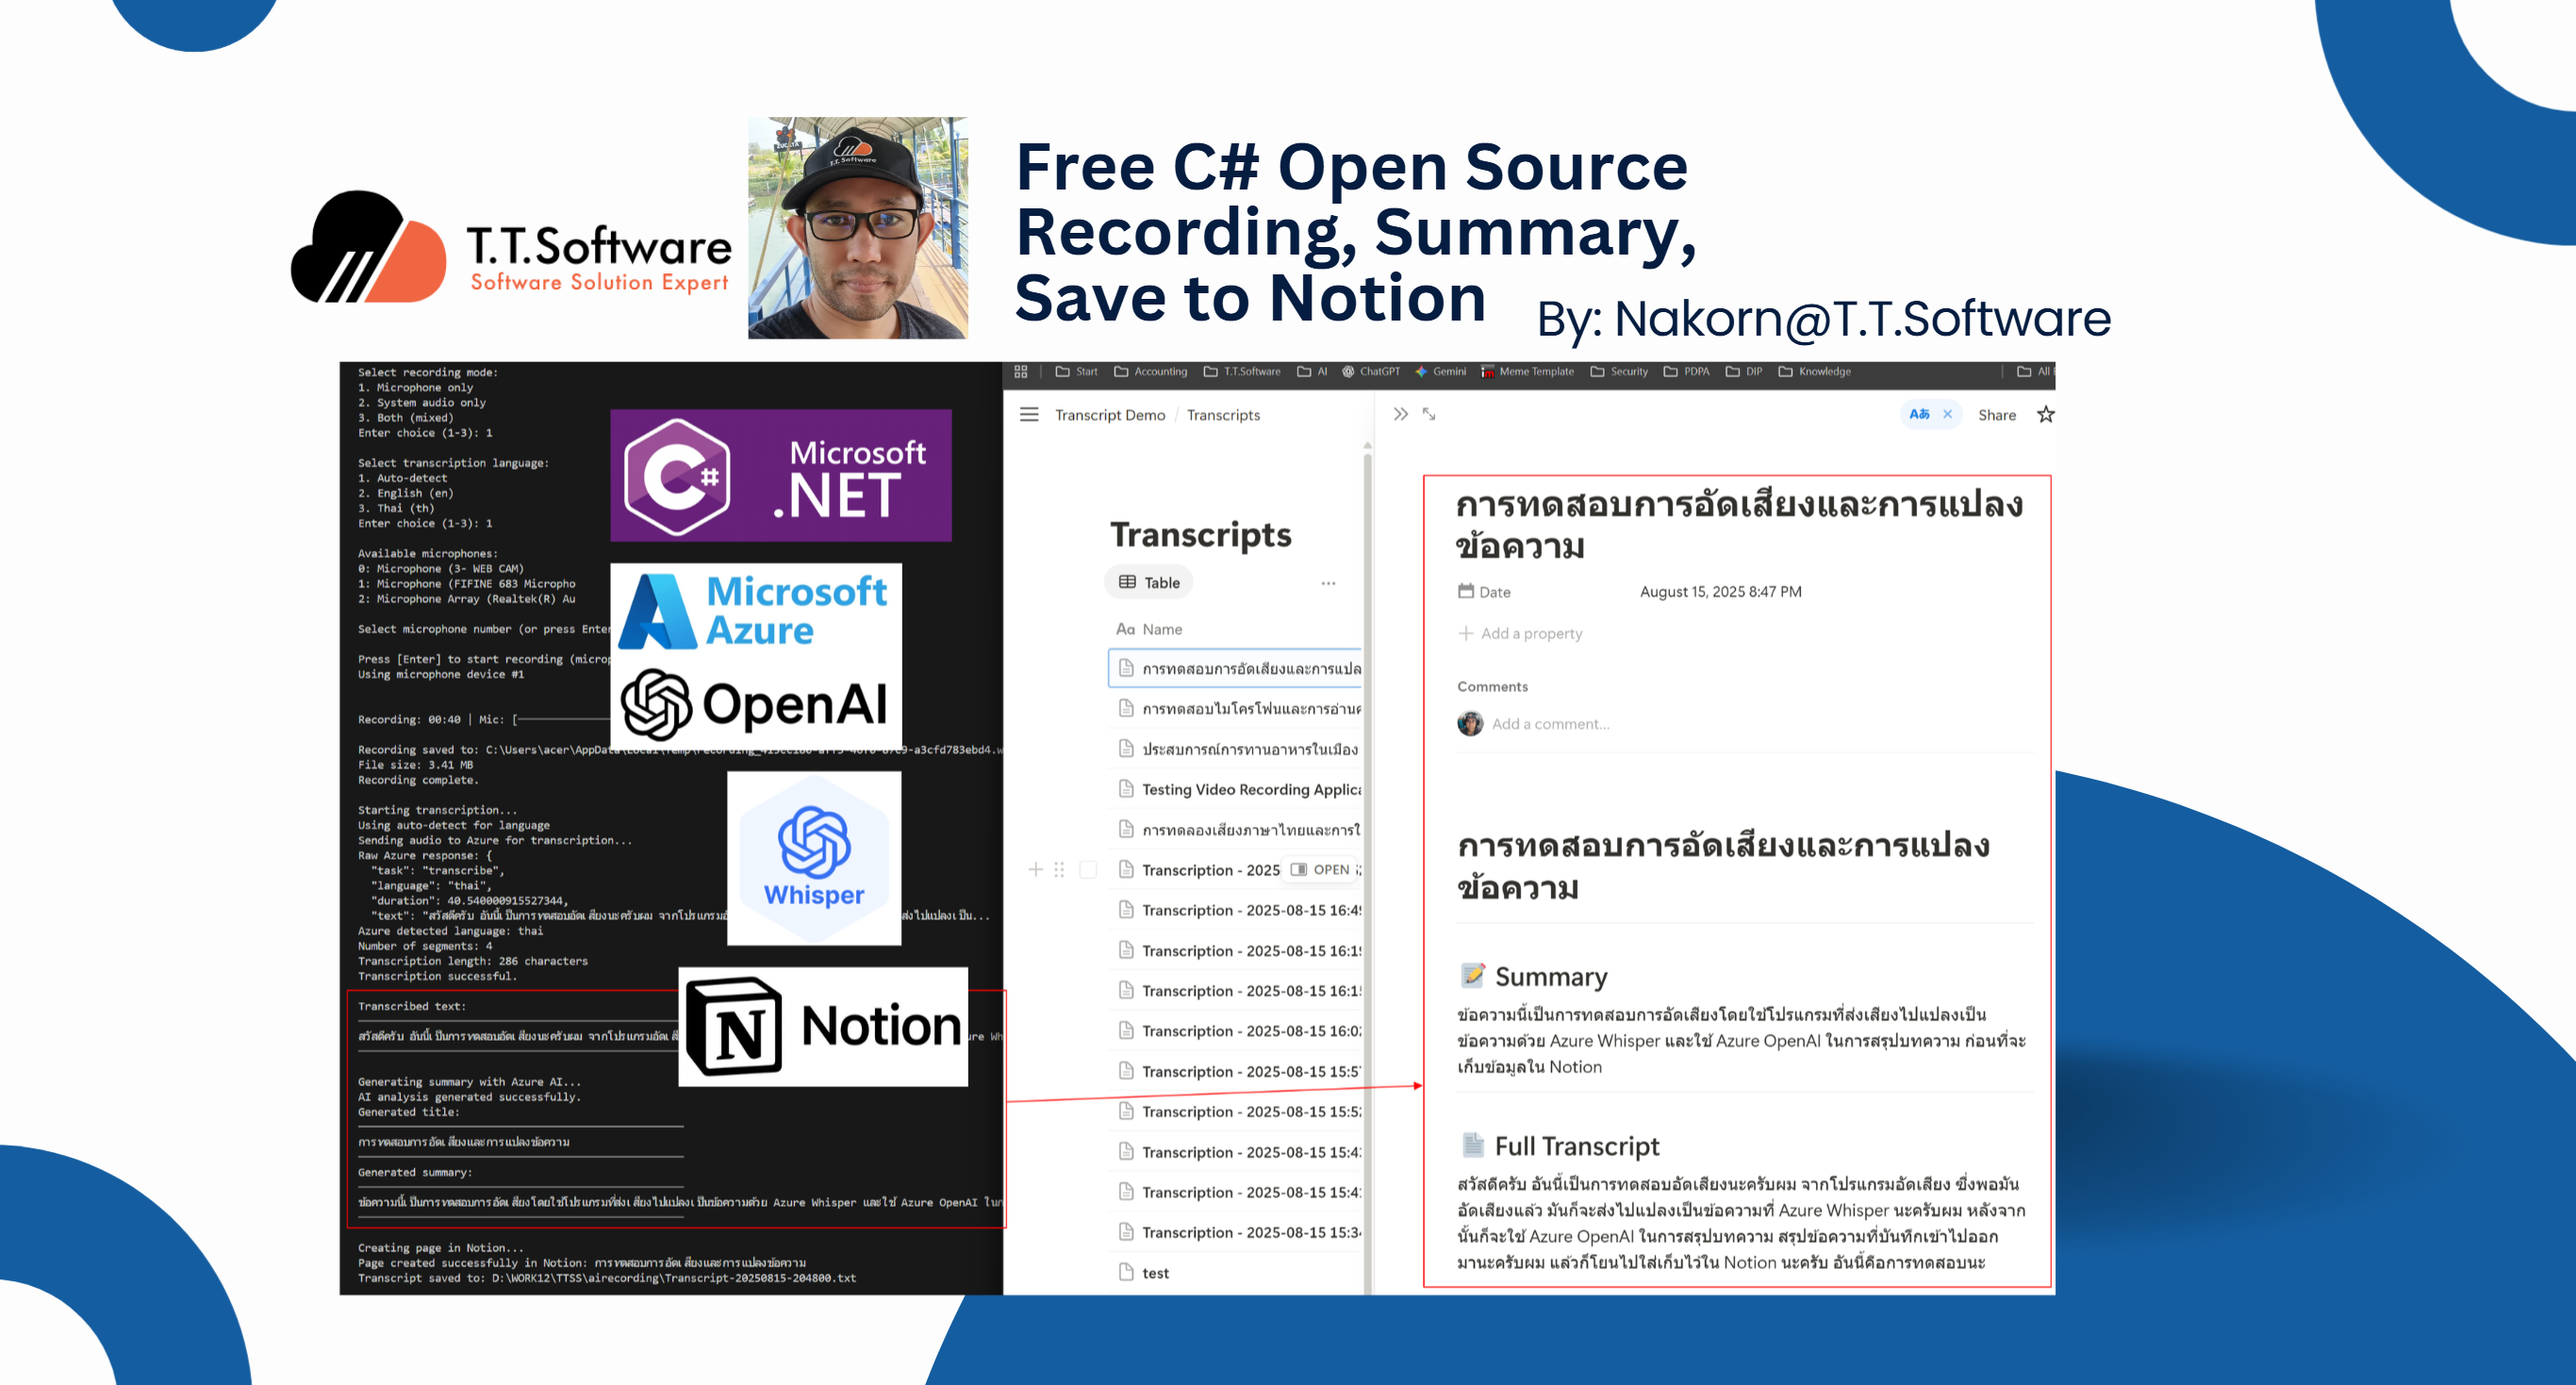 T.T.Software
Software Solution Expert
Free C# Open Source
Recording, Summary,
Save to Notion
By: Nakorn@T.T.Software
Select recording mode:
1. Microphone only
2. System audio only
3. Both (mixed)
Enter choice (1-3): 1
Select transcription language:
1. Auto-detect
2. English (en)
3. Thai (th)
Enter choice (1-3): 1
Available microphones:
0: Microphone (3- WEB CAM)
1: Microphone (FIFINE 683 Micropho
2: Microphone Array (Realtek(R) Au
Select microphone number (or press Enter
Press [Enter] to start recording (microp
Using microphone device #1
Recording: 00:40 | Mic: [
Recording saved to: C:\Users\acer\AppData
-a3cfd783ebd4.w
File size: 3.41 MB
Recording complete.
Starting transcription...
Using auto-detect for language
Sending audio to Azure for transcription...
Raw Azure response: {
"task": "transcribe",
"language": "thai",
"duration": 40.540000915527344,
"text": "สวัสดีครับ อันนี้เป็นการทดสอบอัดเสียงนะครับผม จากโปรแกรมอั
ส่งไปแปลงเป็น...
Azure detected language: thai
Number of segments: 4
Transcription length: 286 characters
Transcription successful.
Transcribed text:
สวัสดีครับ อันนี้เป็นการทดสอบอัดเสียงนะครับผม จากโปรแกรมอัดเสี
ure Wh
Generating summary with Azure AI...
AI analysis generated successfully.
Generated title:
การทดสอบการอัดเสียงและการแปลงข้อความ
Generated summary:
ข้อความนี้เป็นการทดสอบการอัดเสียงโดยใช้โปรแกรมที่ส่งเสียงไปแปลงเป็นข้อความด้วย Azure Whisper และใช้ Azure OpenAI ในก
Creating page in Notion...
Page created successfully in Notion: การทดสอบการอัดเสียงและการแปลงข้อความ
Transcript saved to: D:\WORK12\TTSS\airecording\Transcript-20250815-204800.txt
C# Microsoft
.NET
Microsoft
Azure
OpenAI
Whisper
Notion
Start Accounting T.T.Software AI ChatGPT Gemini Meme Template Security PDPA DIP Knowledge All
Transcript Demo / Transcripts
Share
Transcripts
Table
Aa Name
การทดสอบการอัดเสียงและการแปล
การทดสอบไมโครโฟนและการอ่าน
ประสบการณ์การทานอาหารในเมือง
Testing Video Recording Applica
การทดลองเสียงภาษาไทยและการใ
Transcription - 2025 OPEN
Transcription - 2025-08-15 16:4
Transcription - 2025-08-15 16:1
Transcription - 2025-08-15 16:1
Transcription - 2025-08-15 16:0
Transcription - 2025-08-15 15:5
Transcription - 2025-08-15 15:5
Transcription - 2025-08-15 15:4
Transcription - 2025-08-15 15:4
Transcription - 2025-08-15 15:3
test
การทดสอบการอัดเสียงและการแปลง
ข้อความ
Date August 15, 2025 8:47 PM
Add a property
Comments
Add a comment...
การทดสอบการอัดเสียงและการแปลง
ข้อความ
Summary
ข้อความนี้เป็นการทดสอบการอัดเสียงโดยใช้โปรแกรมที่ส่งเสียงไปแปลงเป็น
ข้อความด้วย Azure Whisper และใช้ Azure OpenAI ในการสรุปบทความ ก่อนที่จะ
เก็บข้อมูลใน Notion
Full Transcript
สวัสดีครับ อันนี้เป็นการทดสอบอัดเสียงนะครับผม จากโปรแกรมอัดเสียง ซึ่งพอมัน
อัดเสียงแล้ว มันก็จะส่งไปแปลงเป็นข้อความที่ Azure Whisper นะครับผม หลังจาก
นั้นก็จะใช้ Azure OpenAI ในการสรุปบทความ สรุปข้อความที่บันทึกเข้าไปออก
มานะครับผม แล้วก็โยนไปใส่เก็บไว้ใน Notion นะครับ อันนี้คือการทดสอบนะ